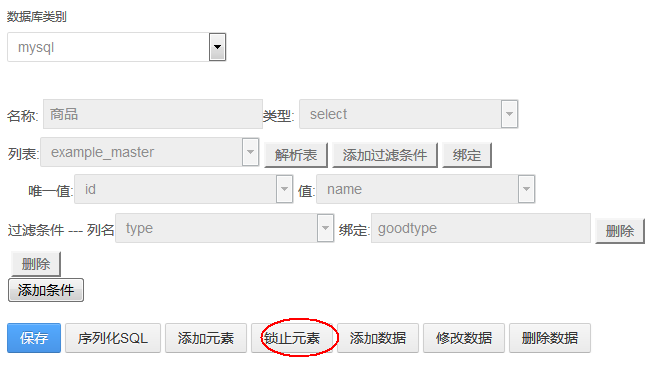 数据库类别
mysql
名称: 商品 类型: select
列表: example_master 解析表 添加过滤条件 绑定
唯一值: id 值: name
过滤条件 --- 列名 type 绑定: goodtype 删除
删除
添加条件
保存 序列化SQL 添加元素 锁止元素 添加数据 修改数据 删除数据